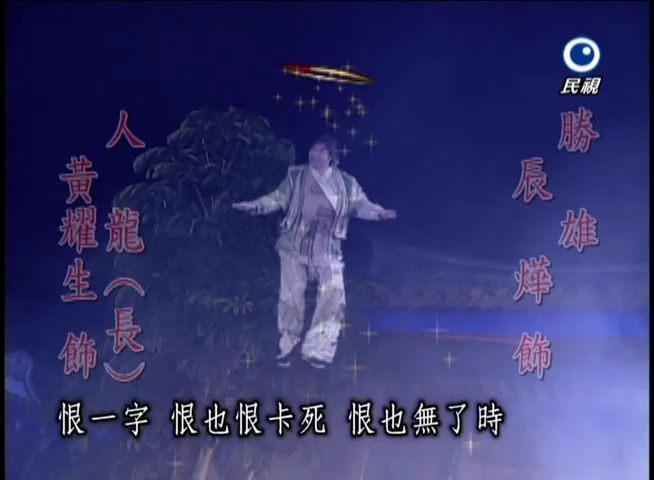 民視
勝雄
辰燁飾
人龍(長)
黃耀生飾
恨一字 恨也恨卡死 恨也無了時